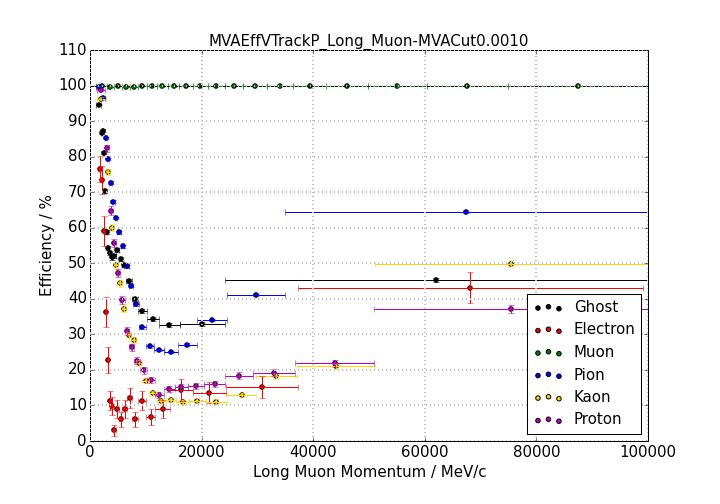 MVAEffVTrackP_Long_Muon-MVACut0.0010
110
100
90
80
70
60
50
40
30
20
10
0
Efficiency / %
0 20000 40000 60000 80000 100000
Long Muon Momentum / MeV/c
Ghost
Electron
Muon
Pion
Kaon
Proton